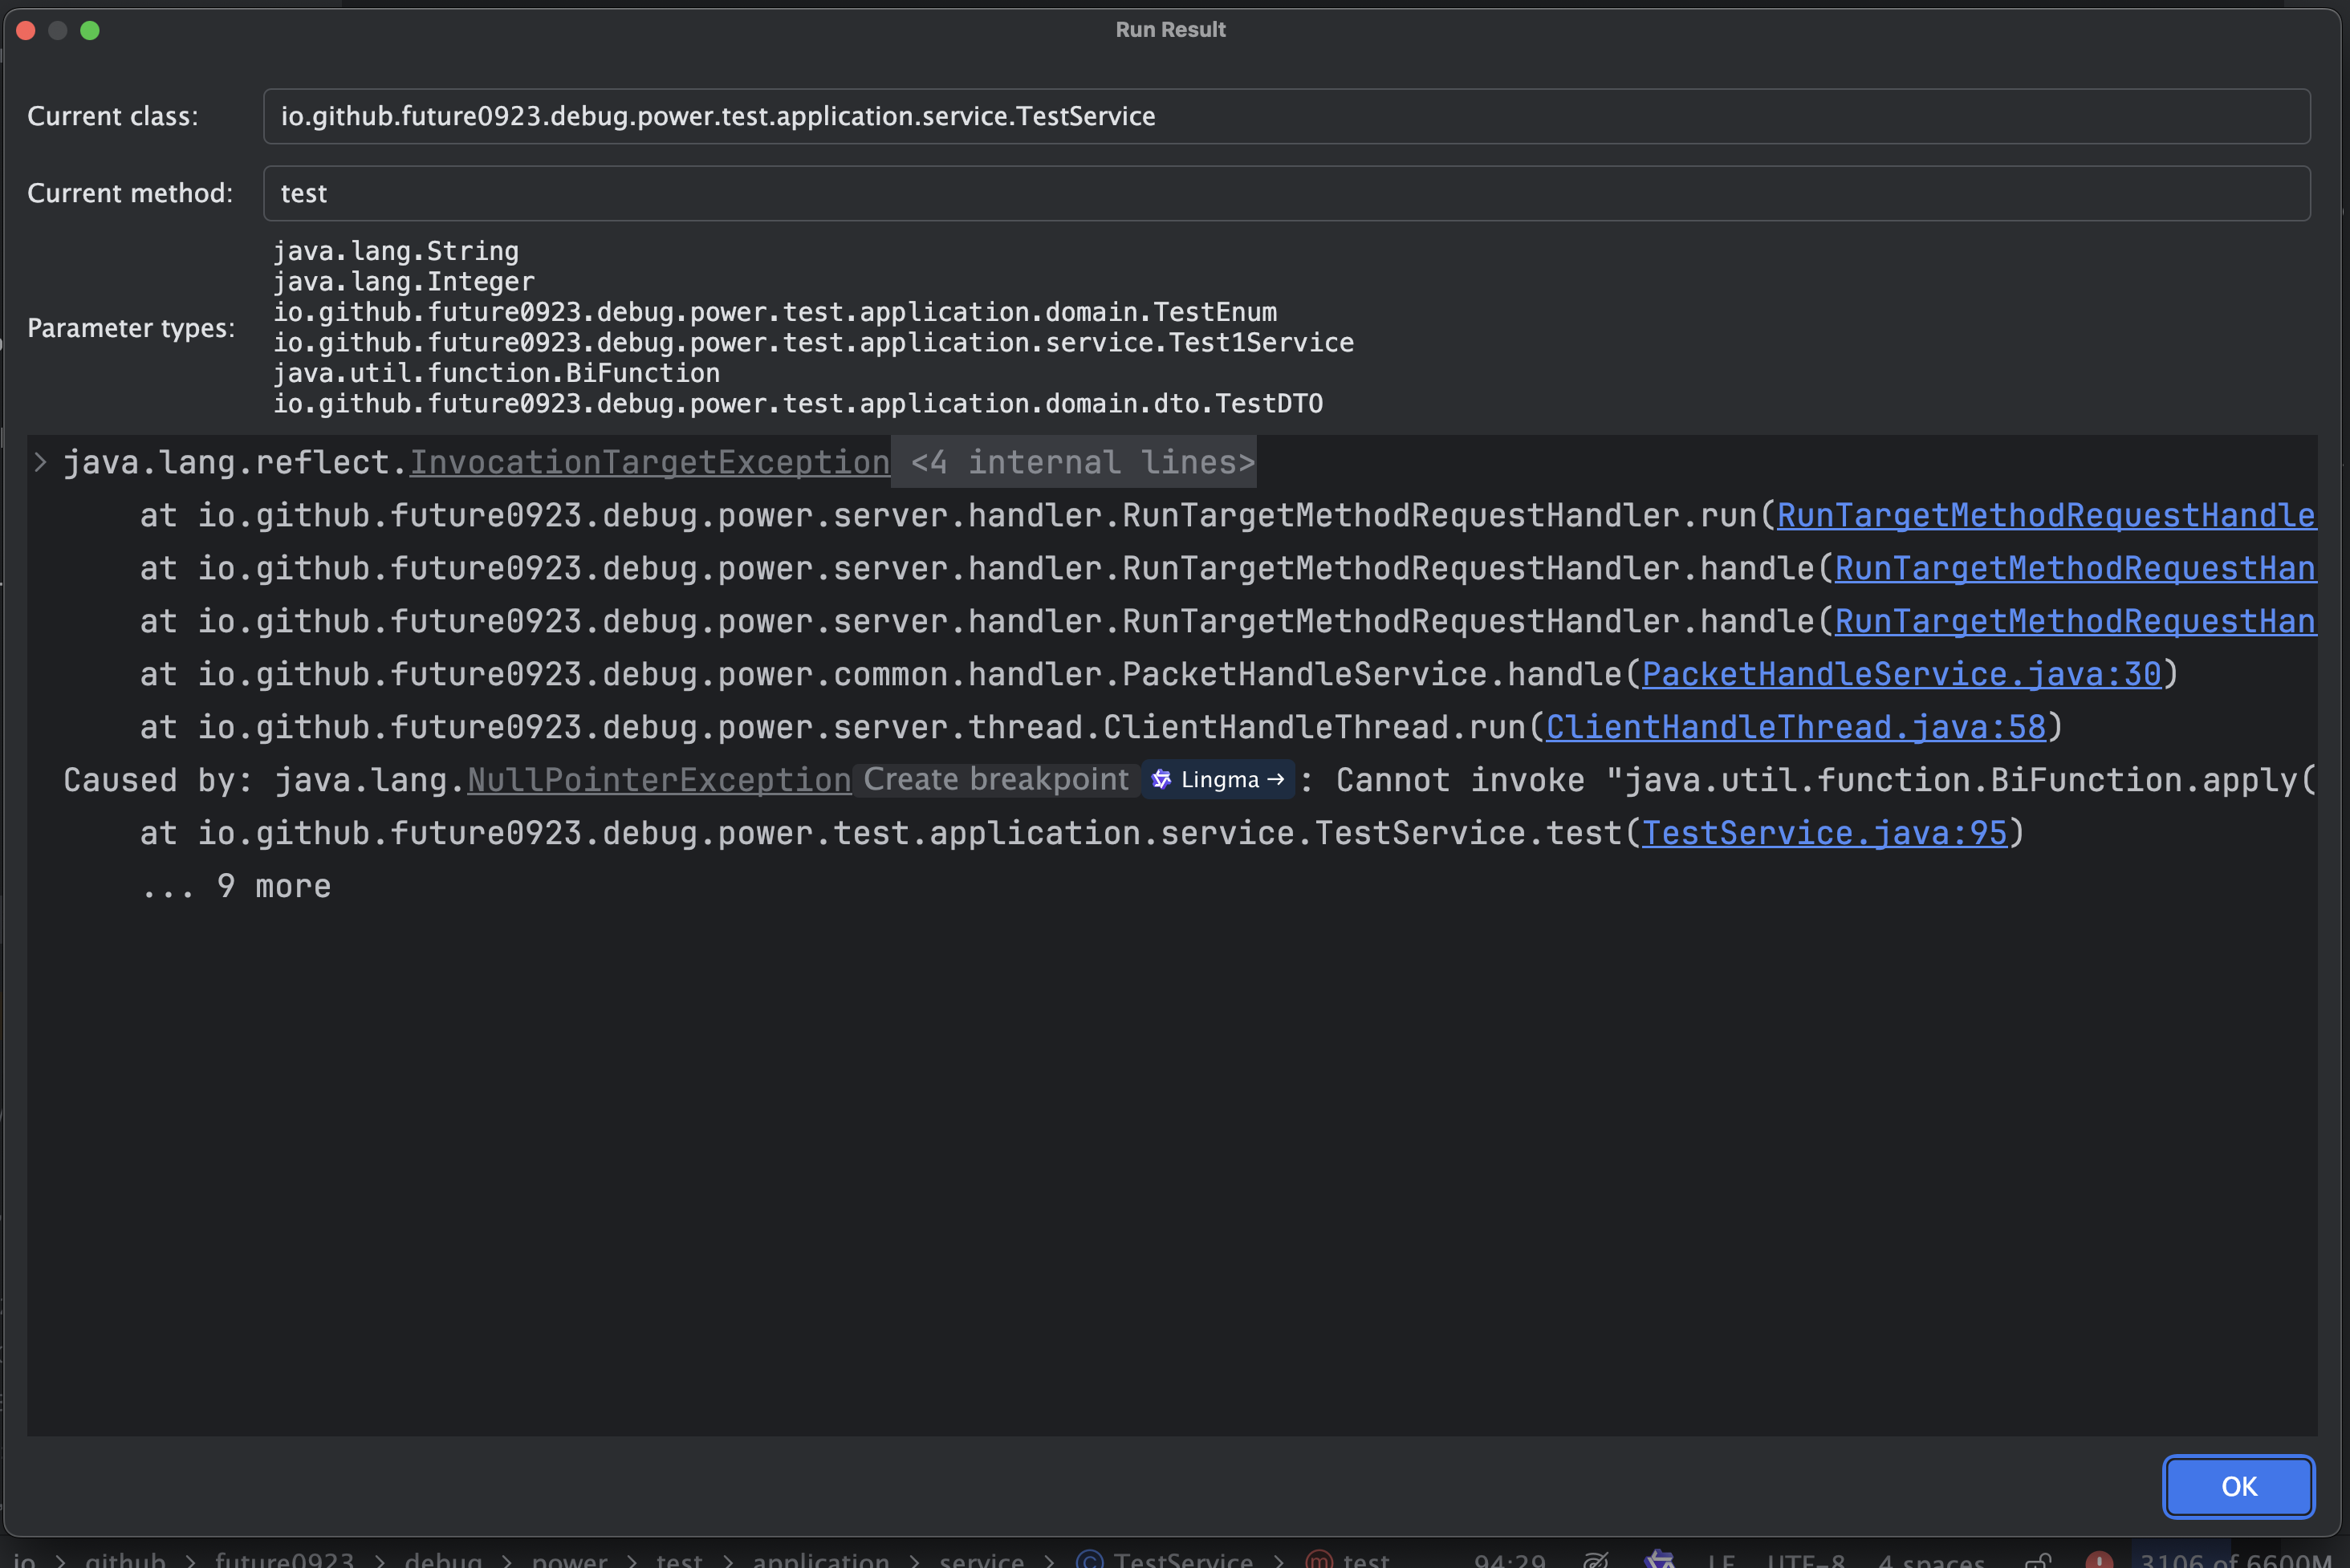 Run Result
Current class: io.github.future0923.debug.power.test.application.service.TestService
Current method: test
Parameter types:
java.lang.String
java.lang.Integer
io.github.future0923.debug.power.test.application.domain.TestEnum
io.github.future0923.debug.power.test.application.service.Test1Service
java.util.function.BiFunction
io.github.future0923.debug.power.test.application.domain.dto.TestDTO
java.lang.reflect.InvocationTargetException <4 internal lines>
at io.github.future0923.debug.power.server.handler.RunTargetMethodRequestHandler.run(RunTargetMethodRequestHandle
at io.github.future0923.debug.power.server.handler.RunTargetMethodRequestHandler.handle(RunTargetMethodRequestHan
at io.github.future0923.debug.power.server.handler.RunTargetMethodRequestHandler.handle(RunTargetMethodRequestHan
at io.github.future0923.debug.power.common.handler.PacketHandleService.handle(PacketHandleService.java:30)
at io.github.future0923.debug.power.server.thread.ClientHandleThread.run(ClientHandleThread.java:58)
Caused by: java.lang.NullPointerException Create breakpoint Lingma → : Cannot invoke "java.util.function.BiFunction.apply(
at io.github.future0923.debug.power.test.application.service.TestService.test(TestService.java:95)
... 9 more
OK
io > github > future0923 > debug > power > test > application > service > TestService > test 94:29 LF UTF-8 4 spaces 3106 of 6600M